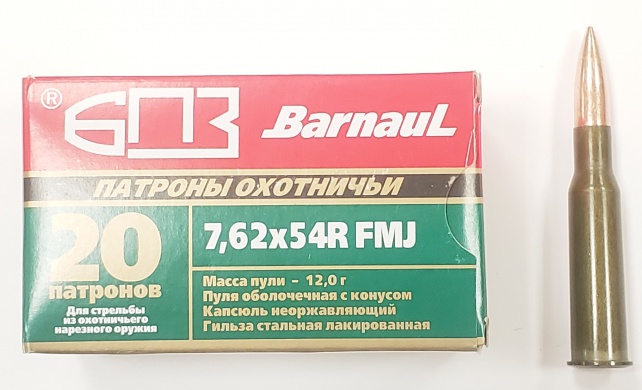 ® БПЗ Barnaul
ПАТРОНЫ ОХОТНИЧЬИ
20
патронов
Для стрельбы
из охотничьего
нарезного оружия
7,62x54R FMJ
Масса пули – 12,0 г
Пуля оболочечная с конусом
Капсюль неоржавляющий
Гильза стальная лакированная